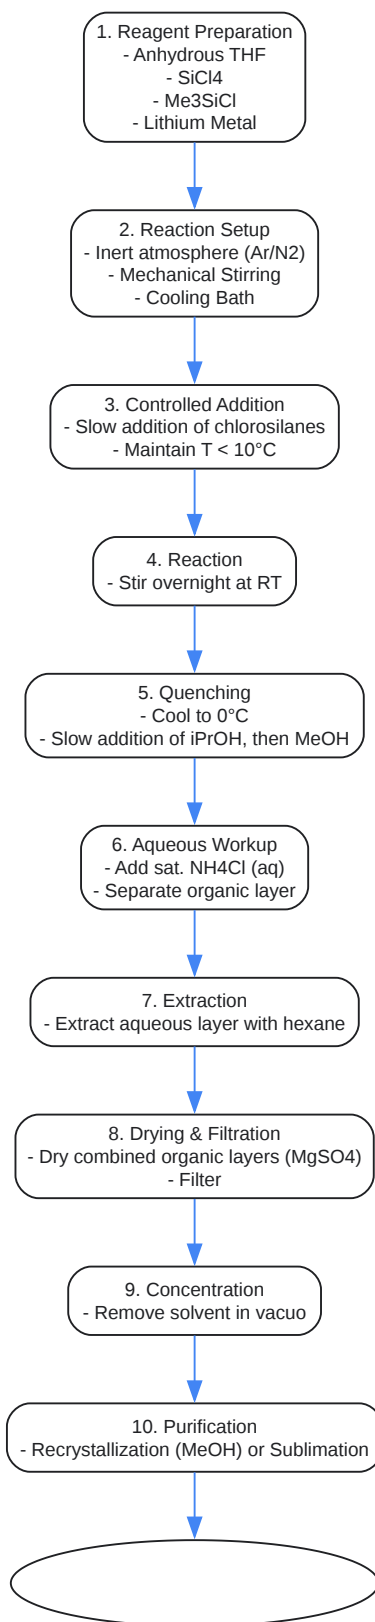 1. Reagent Preparation
- Anhydrous THF
- SiCl4
- Me3SiCl
- Lithium Metal
2. Reaction Setup
- Inert atmosphere (Ar/N2)
- Mechanical Stirring
- Cooling Bath
3. Controlled Addition
- Slow addition of chlorosilanes
- Maintain T < 10°C
4. Reaction
- Stir overnight at RT
5. Quenching
- Cool to 0°C
- Slow addition of iPrOH, then MeOH
6. Aqueous Workup
- Add sat. NH4Cl (aq)
- Separate organic layer
7. Extraction
- Extract aqueous layer with hexane
8. Drying & Filtration
- Dry combined organic layers (MgSO4)
- Filter
9. Concentration
- Remove solvent in vacuo
10. Purification
- Recrystallization (MeOH) or Sublimation